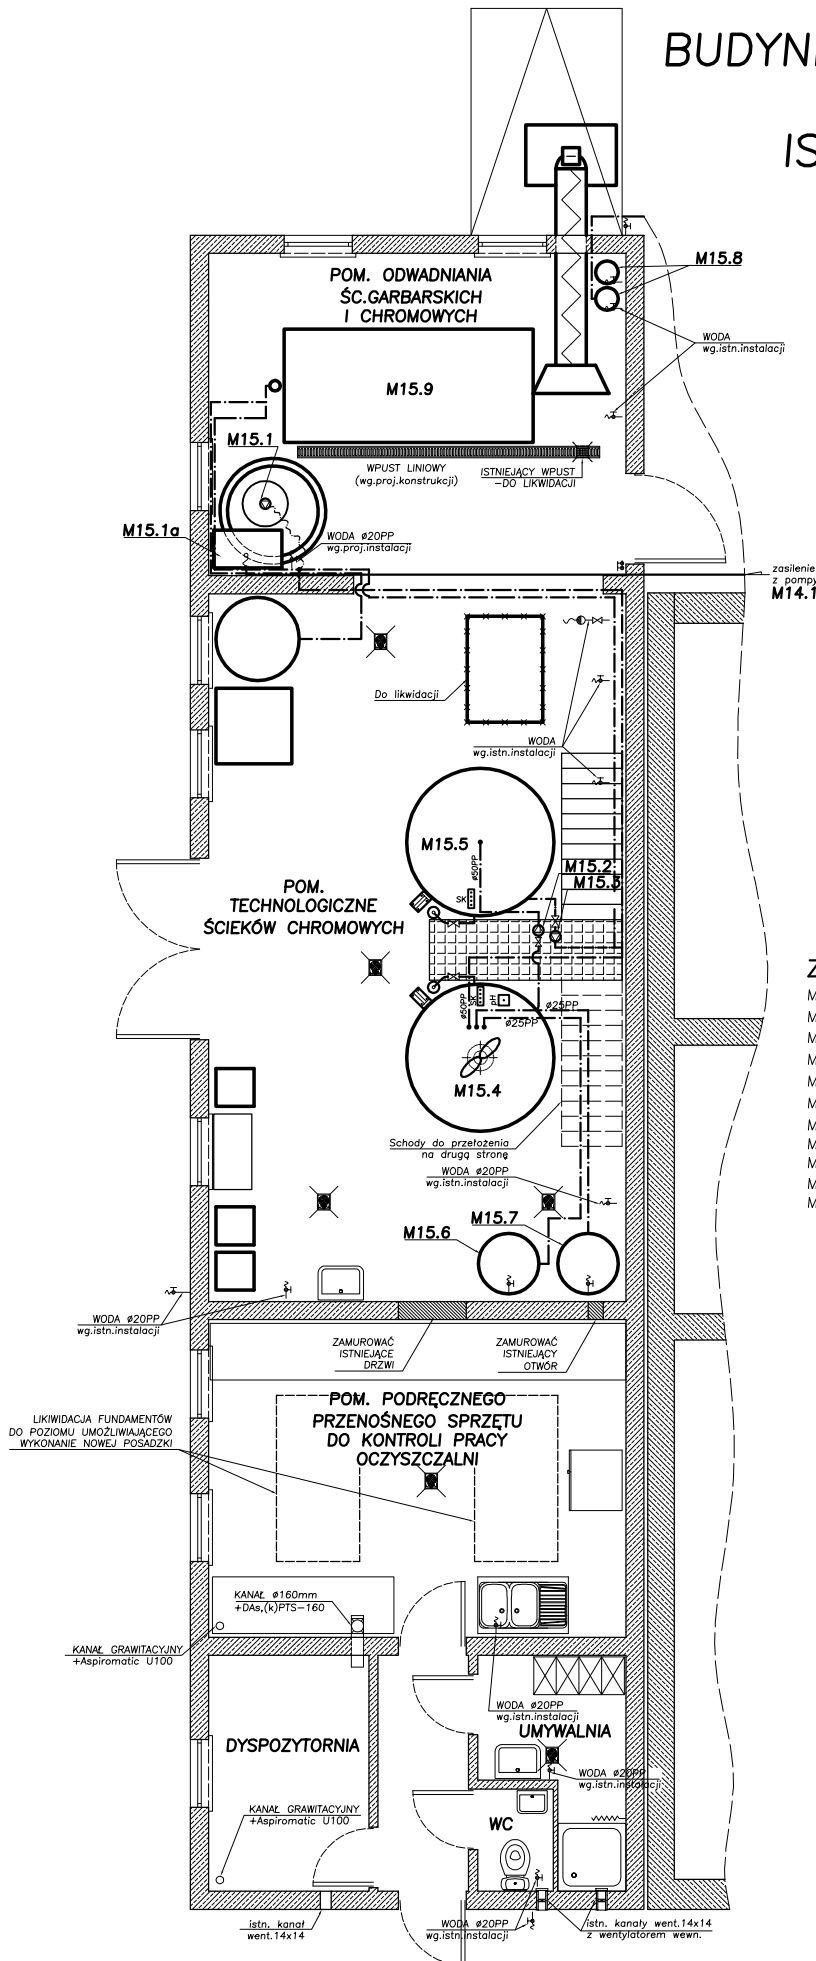 BUDYN
IS
POM. ODWADNIANIA
ŚC.GARBARSKICH
I CHROMOWYCH
M15.8
WODA
wg.istn.instalacji
M15.9
M15.1
WPUST LINIOWY
(wg.proj.konstrukcji)
ISTNIEJĄCY WPUST
-DO LIKWIDACJI
M15.1a
WODA ø20PP
wg.proj.instalacji
zasilenie
z pompy
M14.1
Do likwidacji
WODA
wg.istn.instalacji
M15.5
ø50PP
M15.2
M15.3
SK
POM.
TECHNOLOGICZNE
ŚCIEKÓW CHROMOWYCH
ø50PP
SK
pH
ø25PP
ø25PP
M15.4
Schody do przełożenia
na drugą stronę
WODA ø20PP
wg.istn.instalacji
M15.6
M15.7
WODA ø20PP
wg.istn.instalacji
ZAMUROWAĆ
ISTNIEJĄCE
DRZWI
ZAMUROWAĆ
ISTNIEJĄCY
OTWÓR
POM. PODRĘCZNEGO
PRZENOŚNEGO SPRZĘTU
DO KONTROLI PRACY
OCZYSZCZALNI
LIKIWIDACJA FUNDAMENTÓW
DO POZIOMU UMOŻLIWIAJĄCEGO
WYKONANIE NOWEJ POSADZKI
KANAŁ ø160mm
+DAs,(k)PTS-160
KANAŁ GRAWITACYJNY
+Aspiromatic U100
WODA ø20PP
wg.istn.instalacji
UMYWALNIA
DYSPOZYTORNIA
WODA ø20PP
wg.istn.instalacji
KANAŁ GRAWITACYJNY
+Aspiromatic U100
WC
istn. kanał
went.14x14
WODA ø20PP
wg.istn.instalacji
istn. kanały went.14x14
z wentylatorem wewn.
Z
M
M
M
M
M
M
M
M
M
M
M